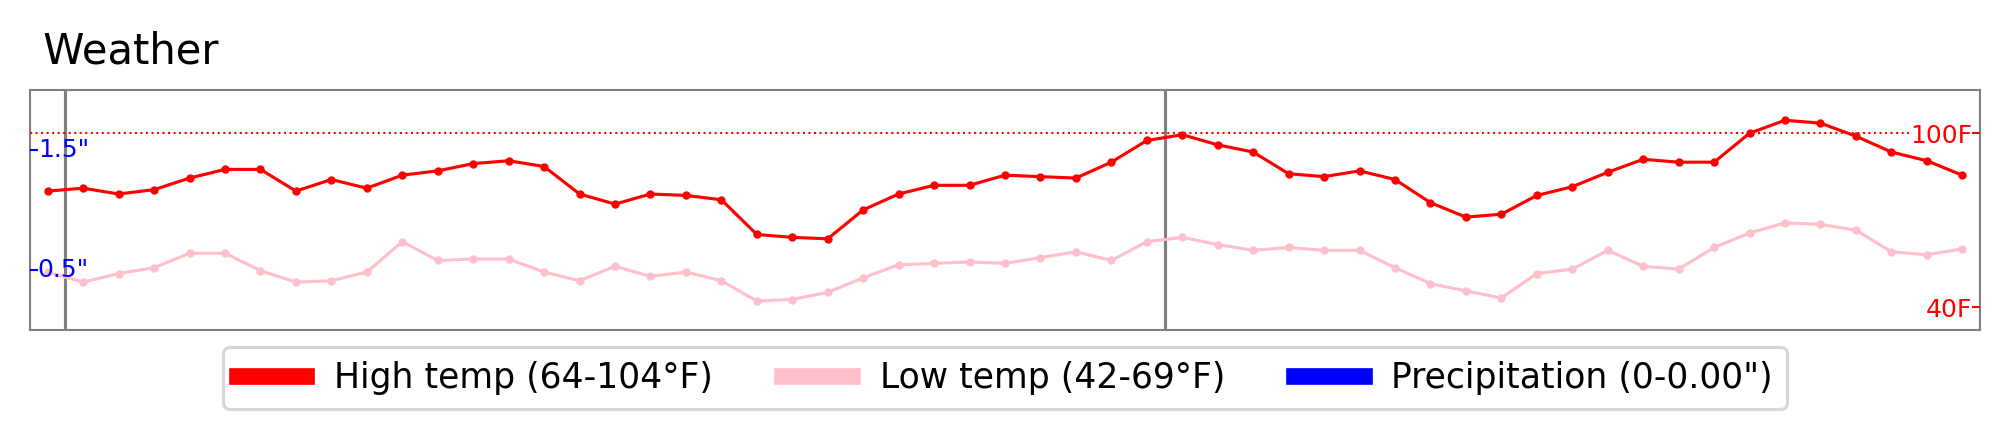 Weather
1.5"
100F
0.5"
40F
High temp (64-104°F) Low temp (42-69°F) Precipitation (0-0.00")